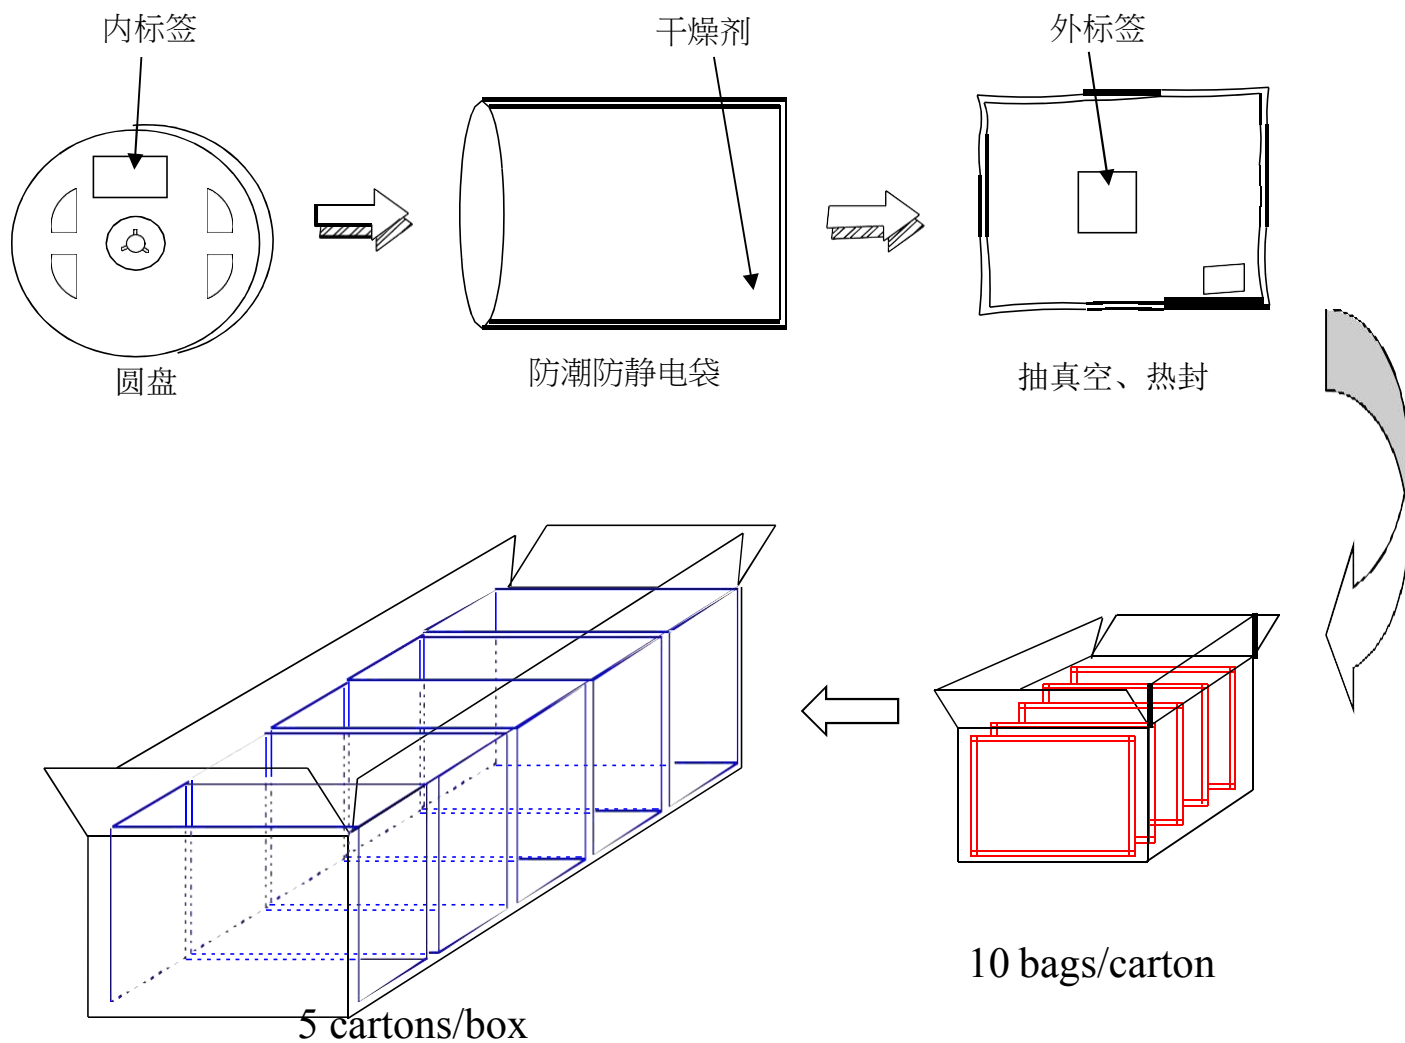 内标签
干燥剂
外标签
圆盘
防潮防静电袋
抽真空、热封
10 bags/carton
5 cartons/box